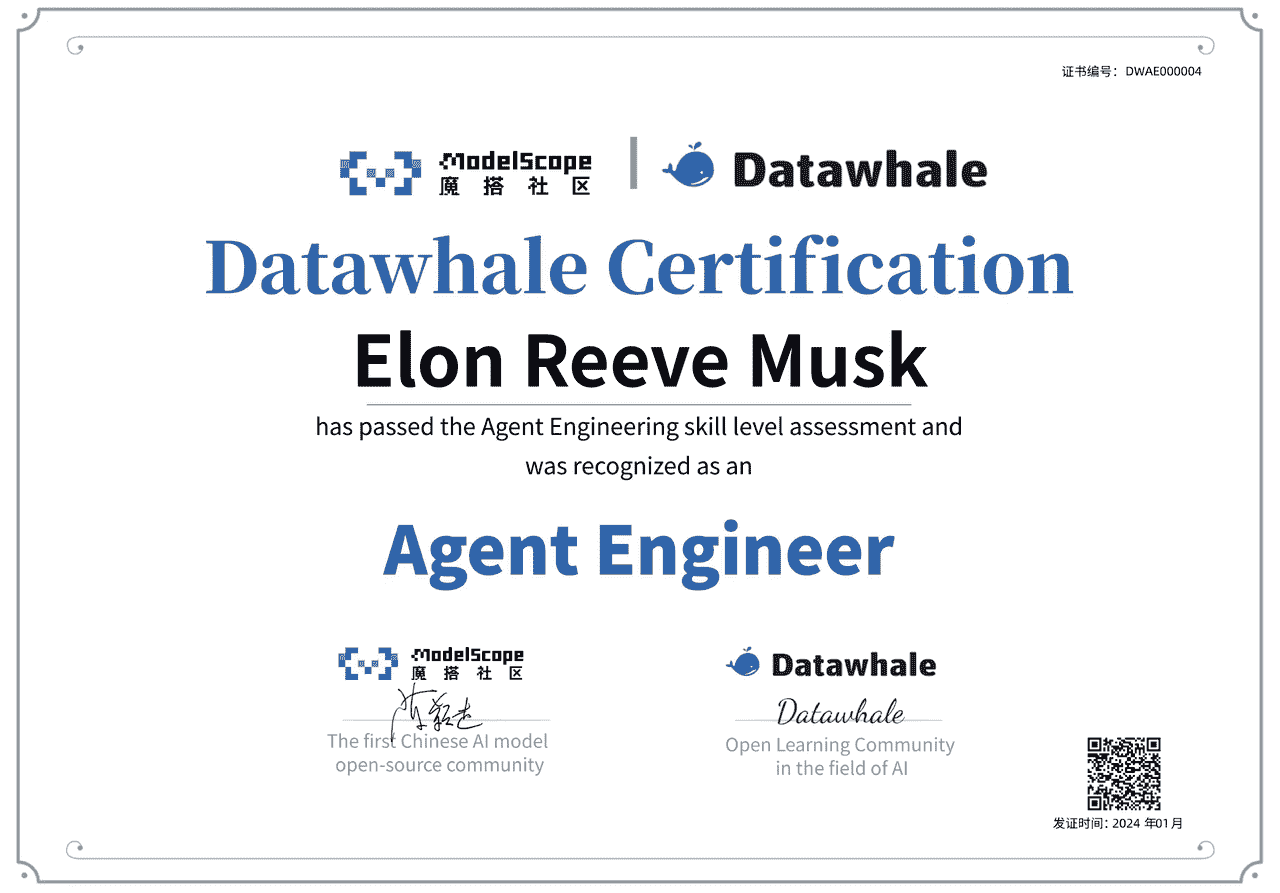 证书编号：DWAE000004
ModelScope
魔搭社区
Datawhale
Datawhale Certification
Elon Reeve Musk
has passed the Agent Engineering skill level assessment and
was recognized as an
Agent Engineer
ModelScope
魔搭社区
The first Chinese AI model
open-source community
Datawhale
Datawhale
Open Learning Community
in the field of AI
发证时间：2024 年01月